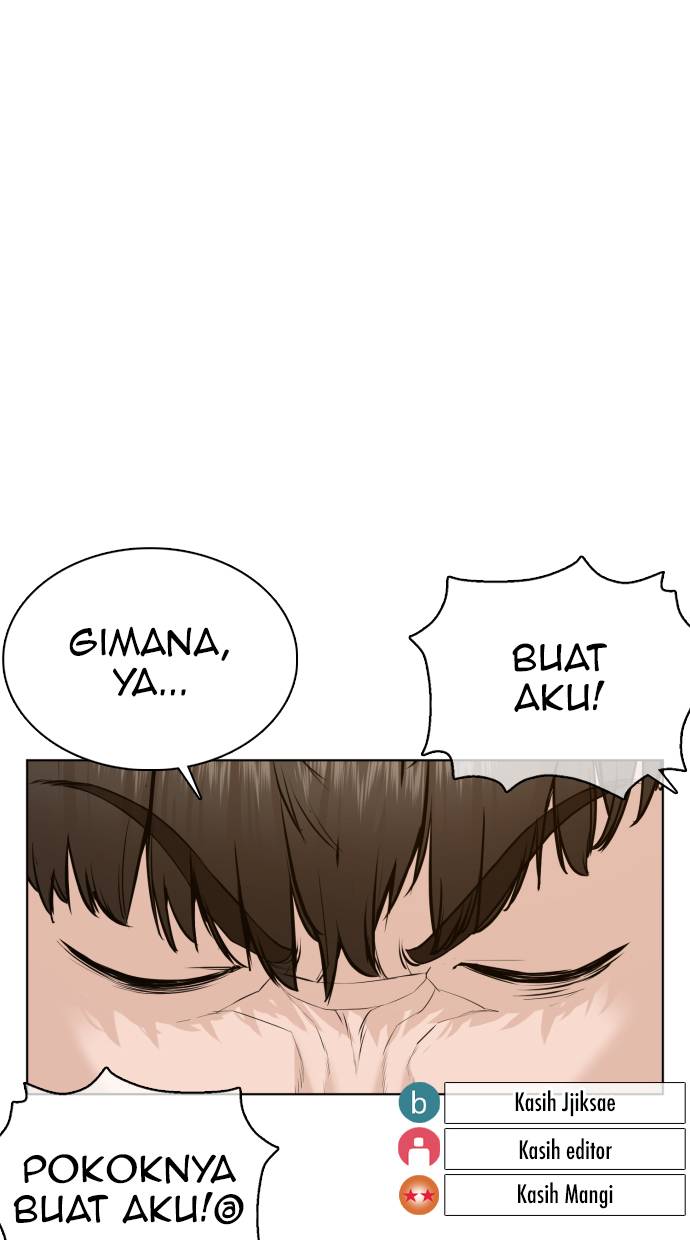 GIMANA,
YA...
BUAT
AKU!
b
Kasih Jjiksae
Kasih editor
Kasih Mangi
POKOKNYA
BUAT AKU!@